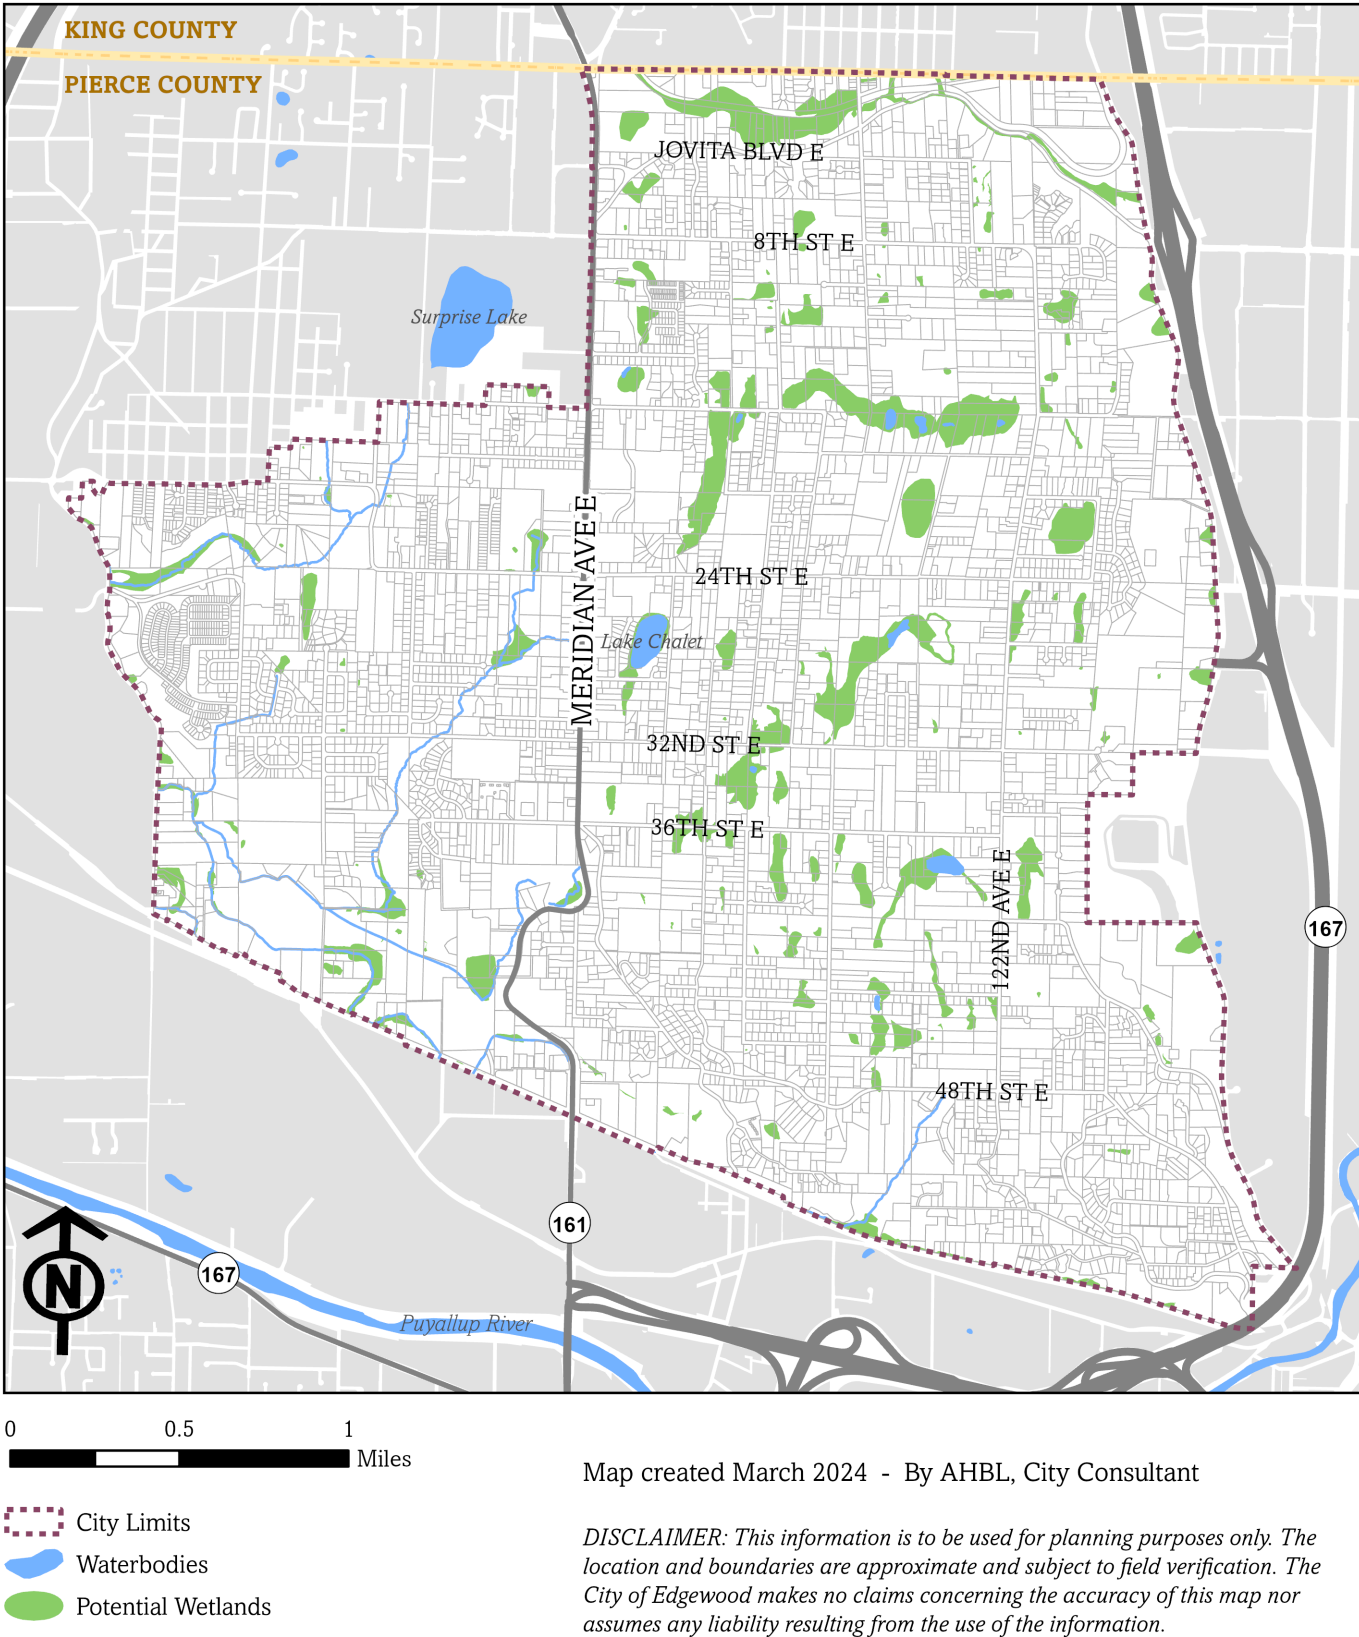 KING COUNTY
PIERCE COUNTY
JOVITA BLVD E
8TH ST E
Surprise Lake
MERIDIAN AVE E
24TH ST E
Lake Chalet
32ND ST E
36TH ST E
122ND AVE E
167
48TH ST E
161
167
N
Puyallup River
0 0.5 1
Miles
Map created March 2024 - By AHBL, City Consultant
City Limits
Waterbodies
Potential Wetlands
DISCLAIMER: This information is to be used for planning purposes only. The
location and boundaries are approximate and subject to field verification. The
City of Edgewood makes no claims concerning the accuracy of this map nor
assumes any liability resulting from the use of the information.